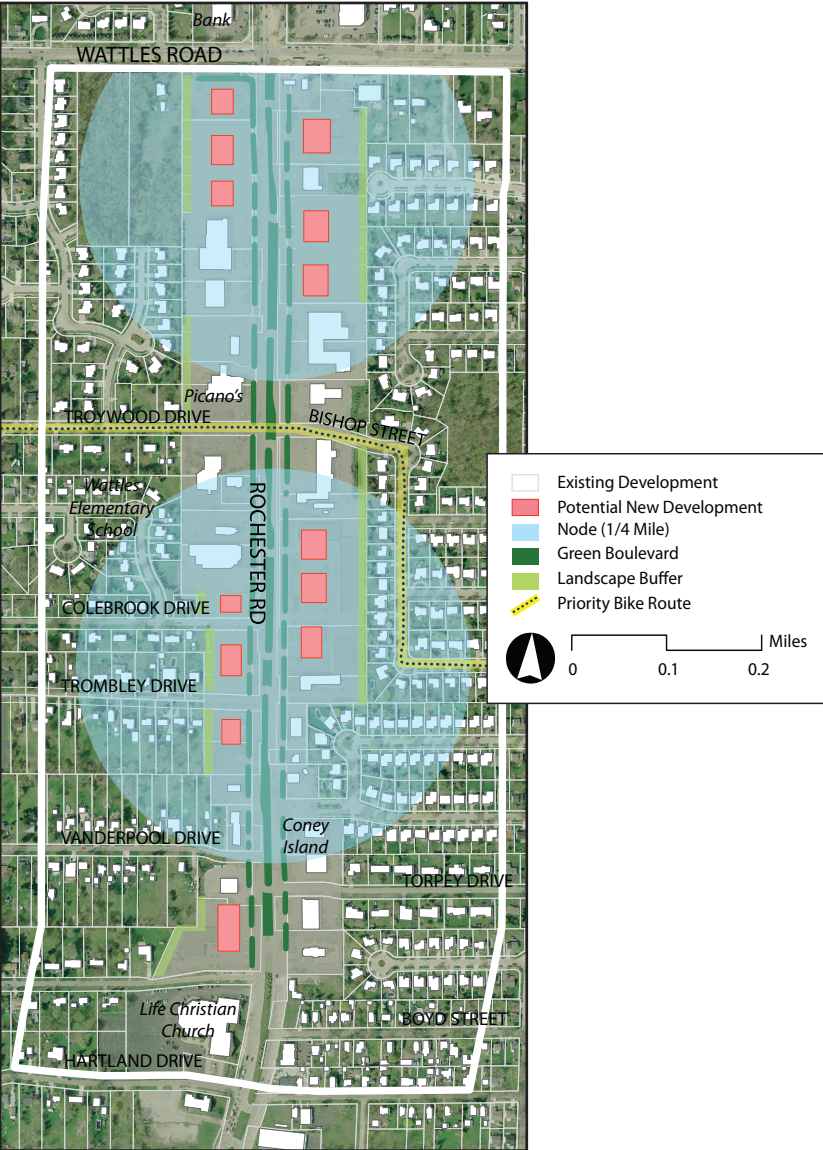 Bank
WATTLES ROAD
Picano's
TROYWOOD DRIVE
BISHOP STREET
Wattles
Elementary
School
ROCHESTER RD
COLEBROOK DRIVE
TROMBLEY DRIVE
Coney
Island
VANDERPOOL DRIVE
TORPEY DRIVE
Life Christian
Church
BOYD STREET
HARTLAND DRIVE
Existing Development
Potential New Development
Node (1/4 Mile)
Green Boulevard
Landscape Buffer
Priority Bike Route
Miles
0 0.1 0.2